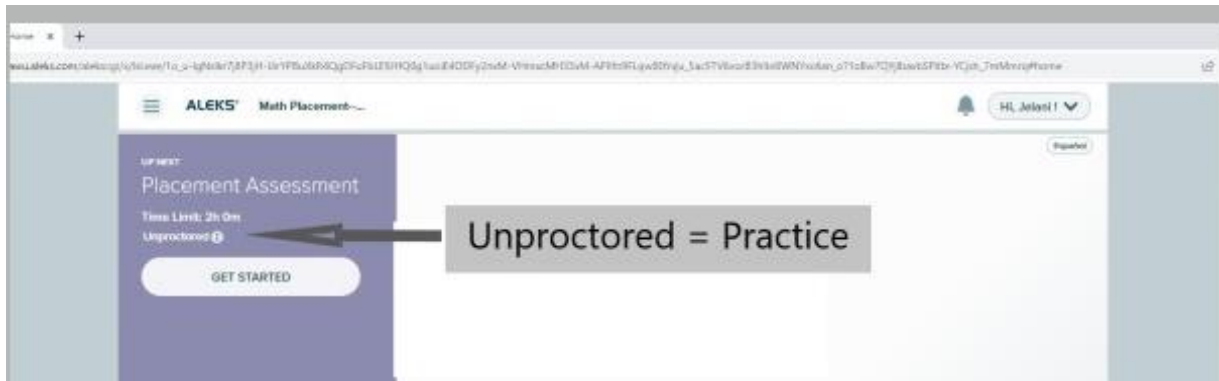 ALEKS® Math Placement-...
Hi, Jelani !
Español
UP NEXT
Placement Assessment
Time Limit: 2h 0m
Unproctored
Unproctored = Practice
GET STARTED